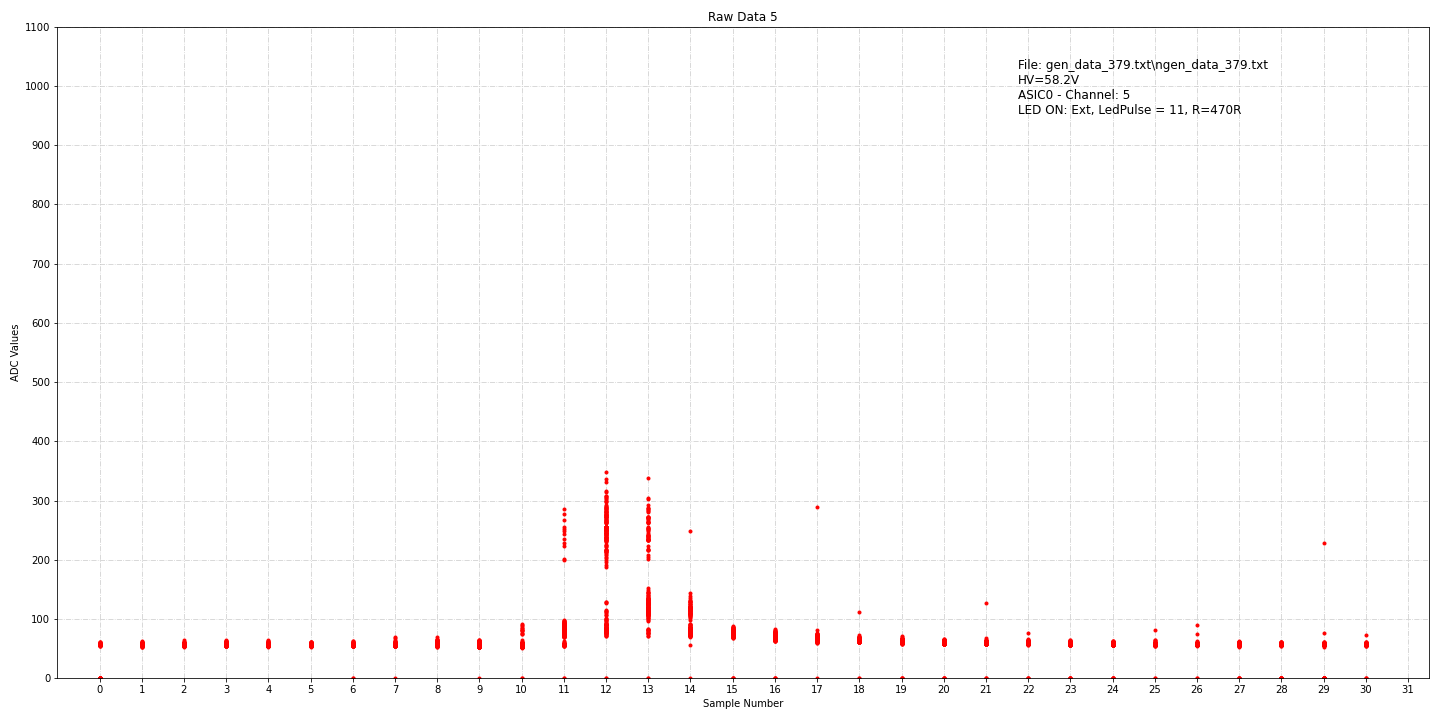 Raw Data 5
1100
1000
900
800
700
600
500
400
300
200
100
0
ADC Values
File: gen_data_379.txt\ngen_data_379.txt
HV=58.2V
ASIC0 - Channel: 5
LED ON: Ext, LedPulse = 11, R=470R
0 1 2 3 4 5 6 7 8 9 10 11 12 13 14 15 16 17 18 19 20 21 22 23 24 25 26 27 28 29 30 31
Sample Number